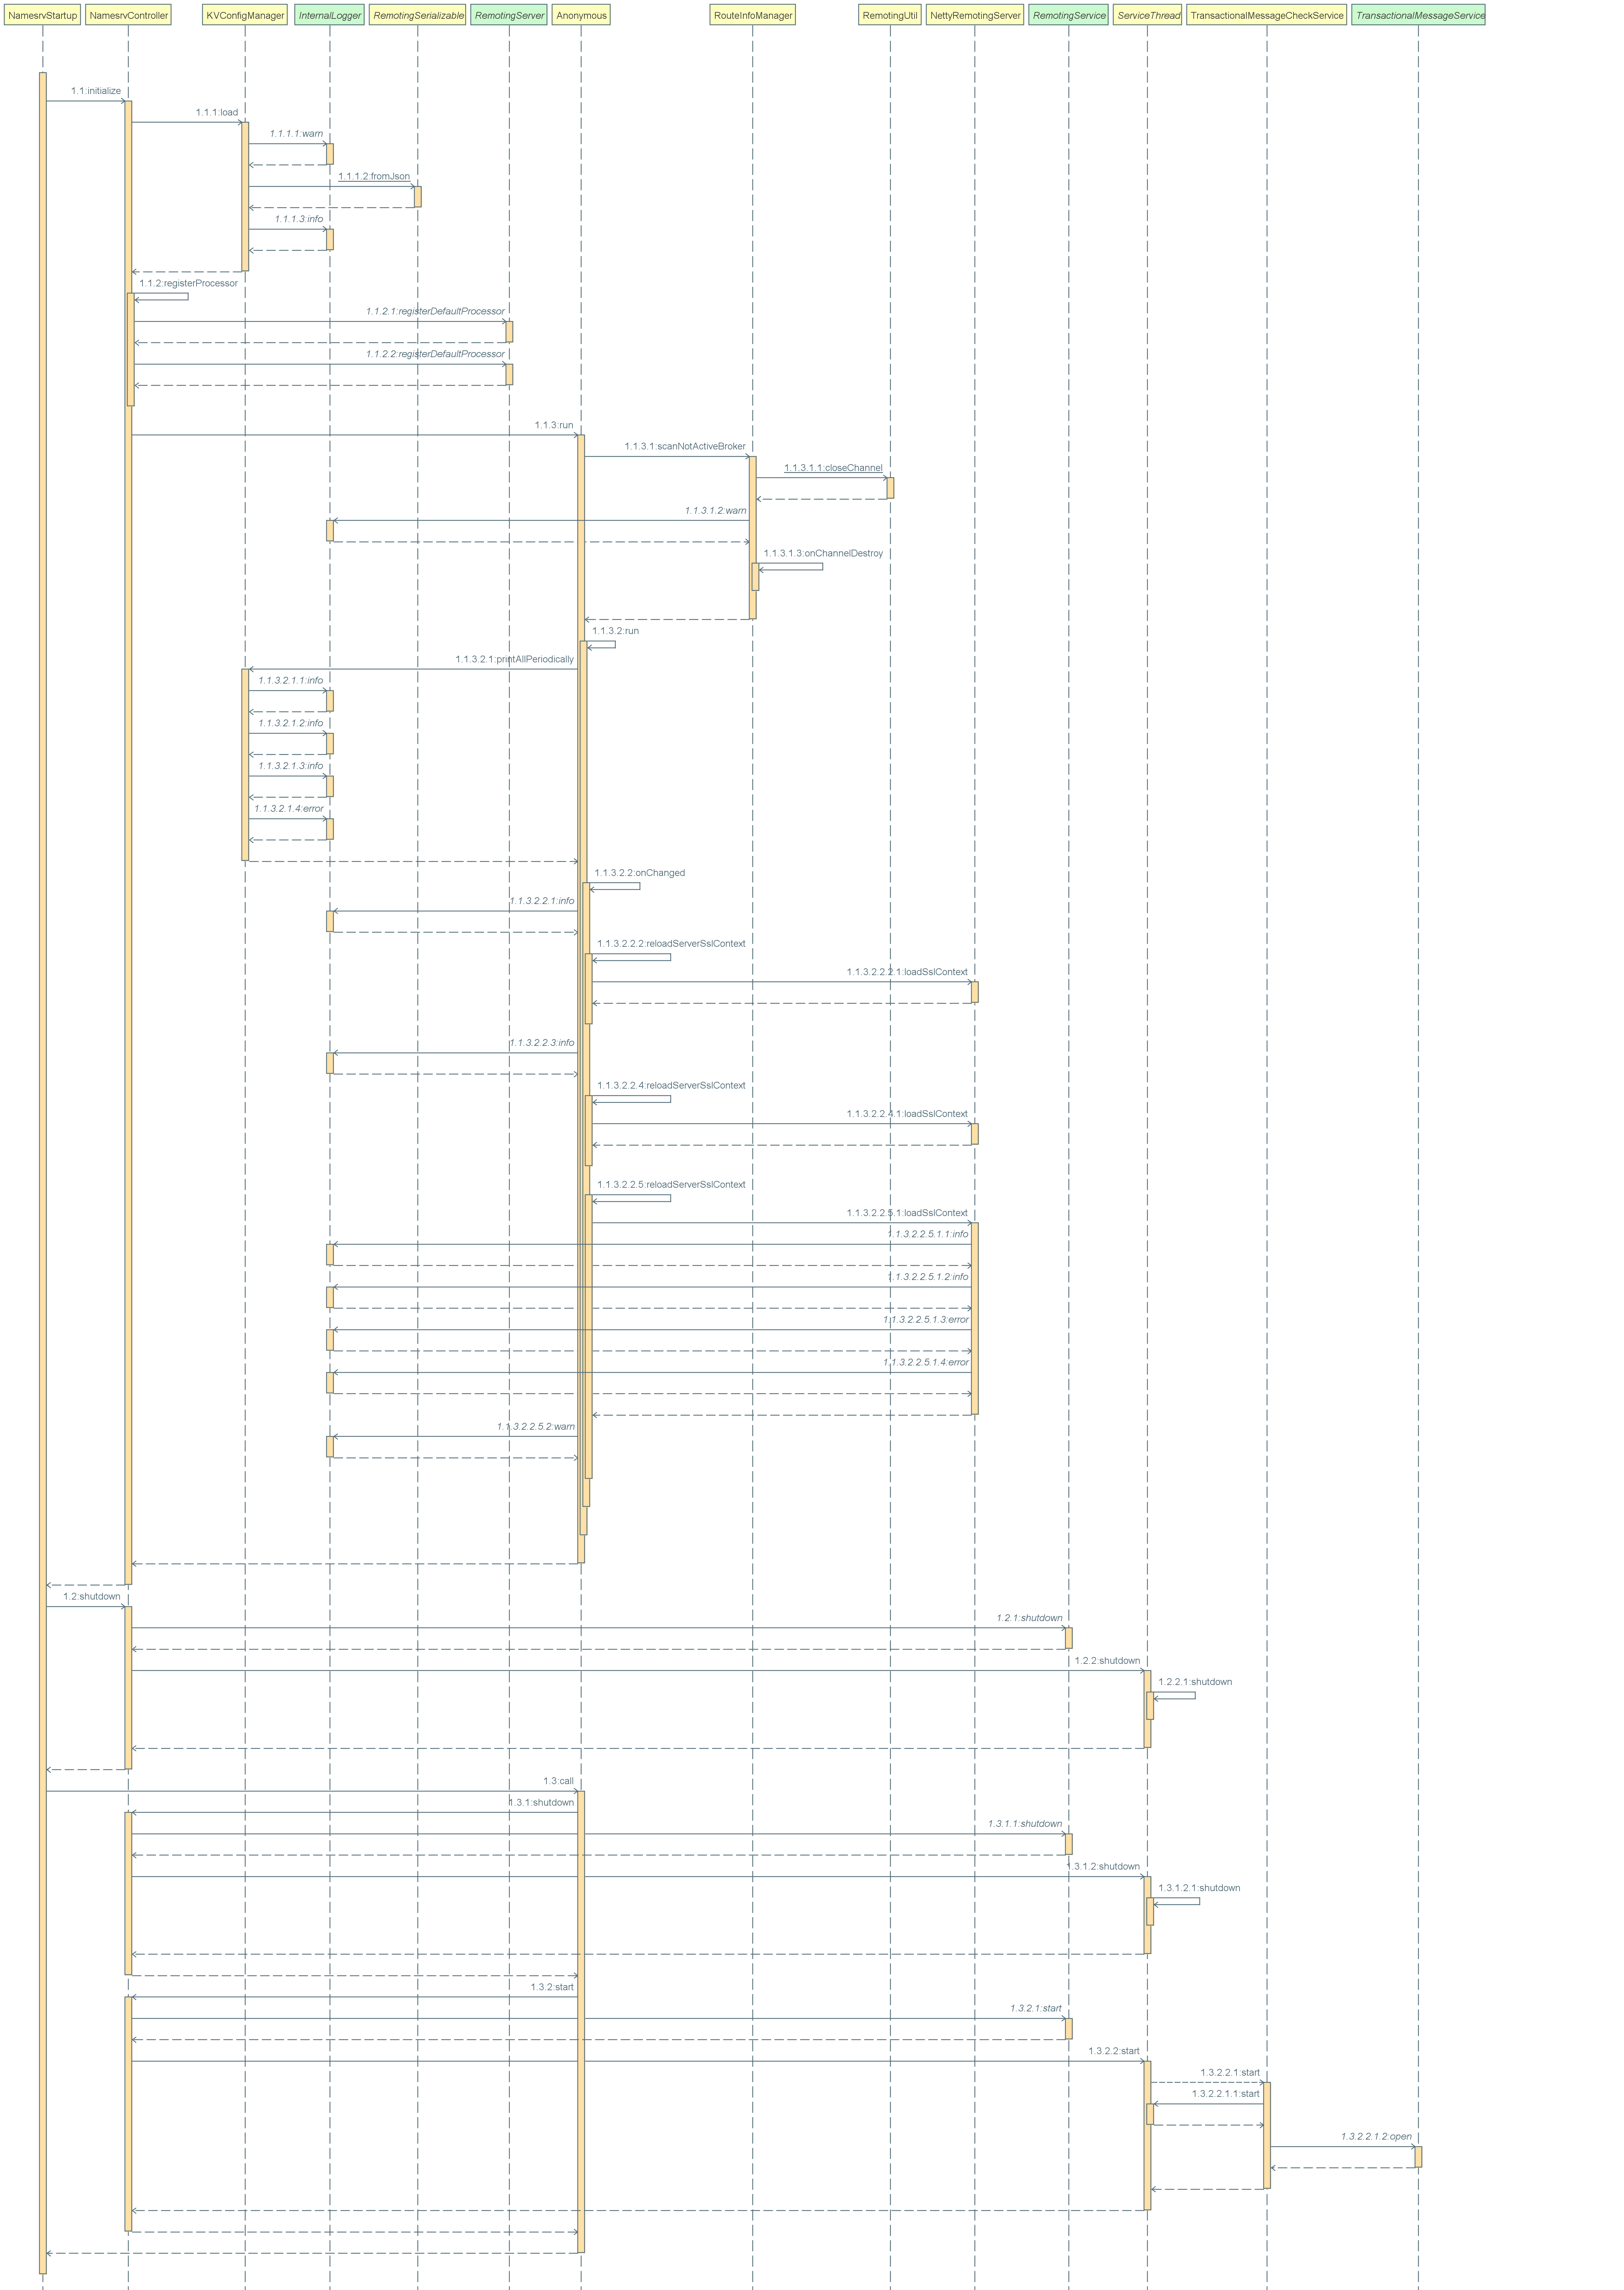 NamesrvStartup
NamesrvController
KVConfigManager
InternalLogger
RemotingSerializable
RemotingServer
Anonymous
RouteInfoManager
RemotingUtil
NettyRemotingServer
RemotingService
ServiceThread
TransactionalMessageCheckService
TransactionalMessageService
1.1:initialize
1.1.1:load
1.1.1.1:warn
1.1.1.2:fromJson
1.1.1.3:info
1.1.2:registerProcessor
1.1.2.1:registerDefaultProcessor
1.1.2.2:registerDefaultProcessor
1.1.3:run
1.1.3.1:scanNotActiveBroker
1.1.3.1.1:closeChannel
1.1.3.1.2:warn
1.1.3.1.3:onChannelDestroy
1.1.3.2:run
1.1.3.2.1:printAllPeriodically
1.1.3.2.1.1:info
1.1.3.2.1.2:info
1.1.3.2.1.3:info
1.1.3.2.1.4:error
1.1.3.2.2:onChanged
1.1.3.2.2.1:info
1.1.3.2.2.2:reloadServerSslContext
1.1.3.2.2.2.1:loadSslContext
1.1.3.2.2.3:info
1.1.3.2.2.4:reloadServerSslContext
1.1.3.2.2.4.1:loadSslContext
1.1.3.2.2.5:reloadServerSslContext
1.1.3.2.2.5.1:loadSslContext
1.1.3.2.2.5.1.1:info
1.1.3.2.2.5.1.2:info
1.1.3.2.2.5.1.3:error
1.1.3.2.2.5.1.4:error
1.1.3.2.2.5.2:warn
1.2:shutdown
1.2.1:shutdown
1.2.2:shutdown
1.2.2.1:shutdown
1.3:call
1.3.1:shutdown
1.3.1.1:shutdown
1.3.1.2:shutdown
1.3.1.2.1:shutdown
1.3.2:start
1.3.2.1:start
1.3.2.2:start
1.3.2.2.1:start
1.3.2.2.1.1:start
1.3.2.2.1.2:open